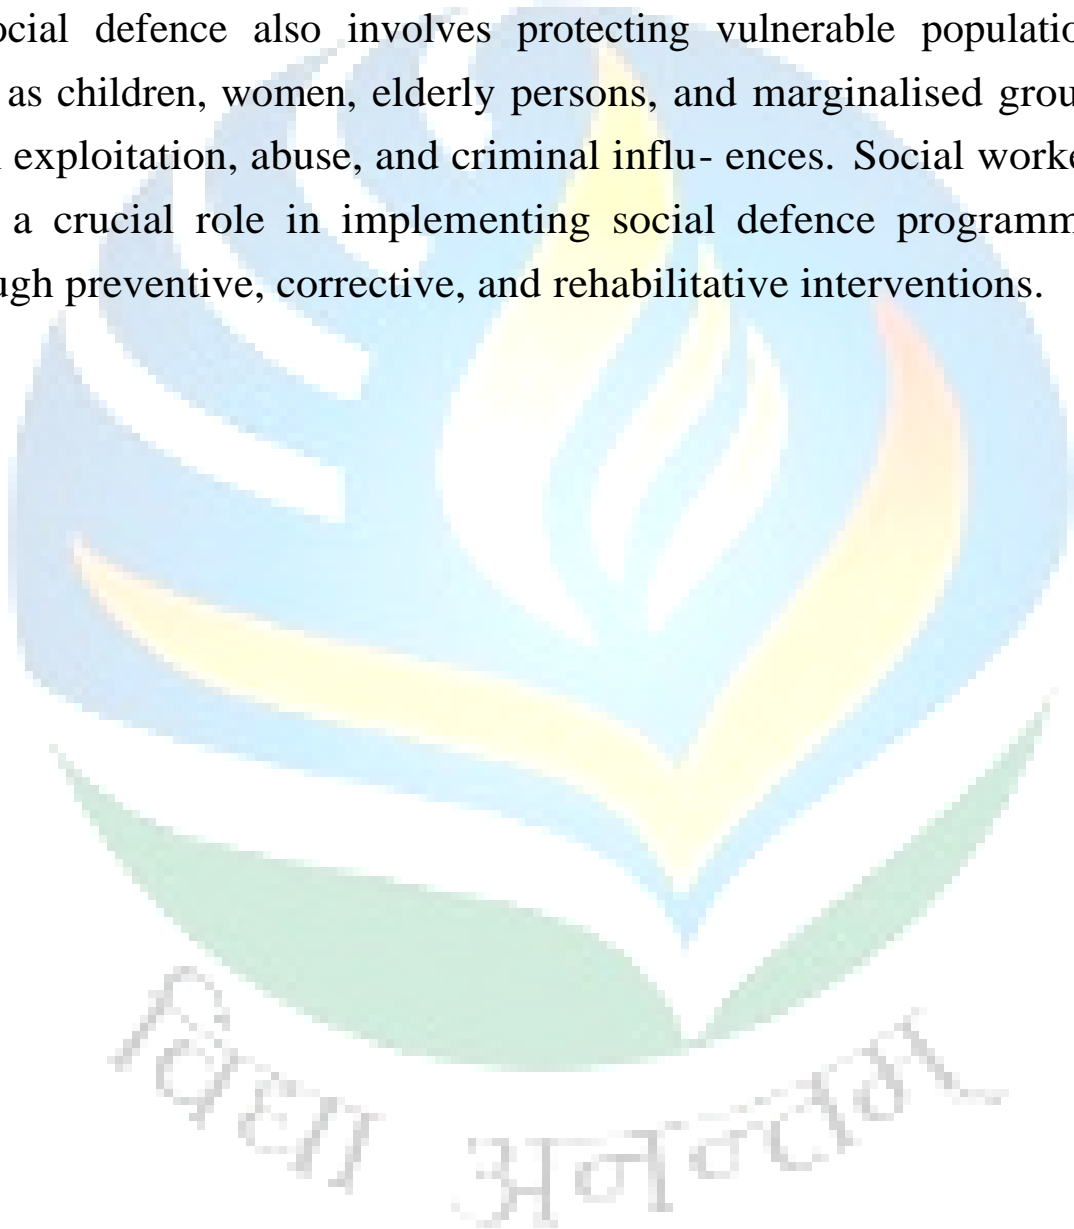 ocial defence also involves protecting vulnerable populatio
as children, women, elderly persons, and marginalised grou
exploitation, abuse, and criminal influ- ences. Social worke
a crucial role in implementing social defence programm
ugh preventive, corrective, and rehabilitative interventions.
विद्या अनन्तम्